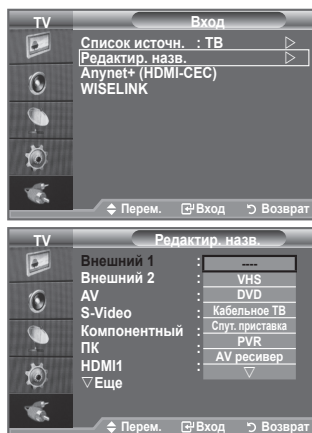 TV Вход
Список источн. : ТВ ▷
Редактир. назв. ▷
Anynet+ (HDMI-CEC)
WISELINK
Перем. Вход Возврат
TV Редактир. назв.
Внешний 1 : ----
Внешний 2 : VHS
AV : DVD
S-Video : Кабельное ТВ
Компонентный : Спут. приставка
ПК : PVR
HDMI1 : AV ресивер
▽Еще ▽
Перем. Вход Возврат